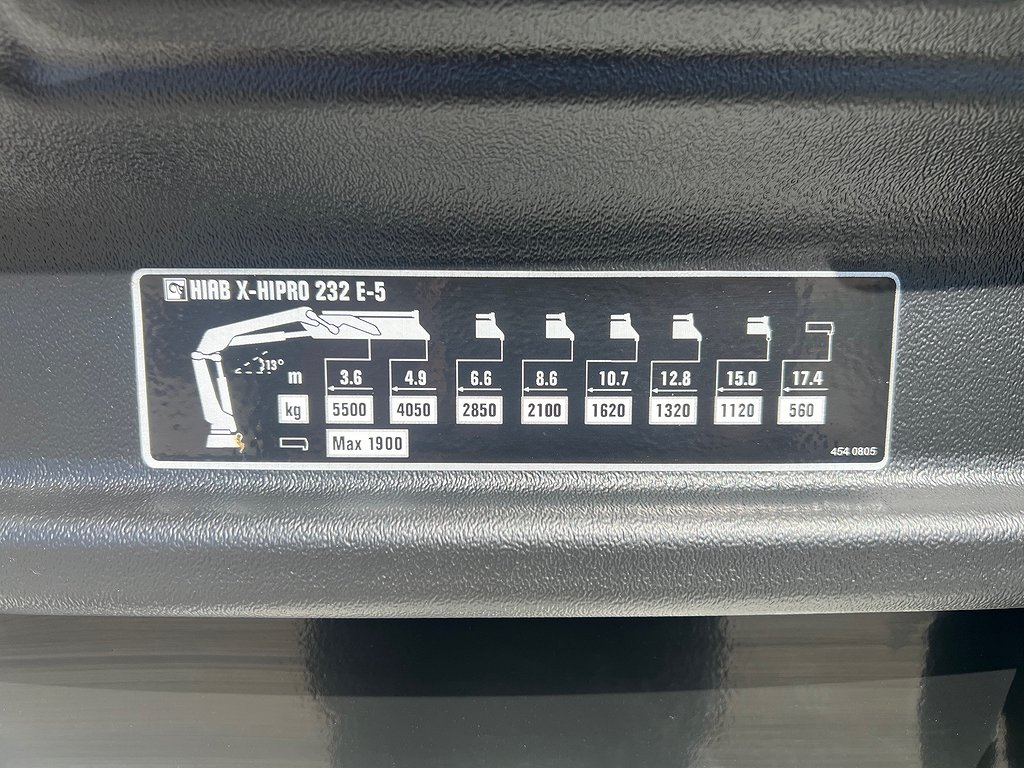 HIAB X-HIPRO 232 E-5
13°
m 3.6 4.9 6.6 8.6 10.7 12.8 15.0 17.4
kg 5500 4050 2850 2100 1620 1320 1120 560
Max 1900
454 0805